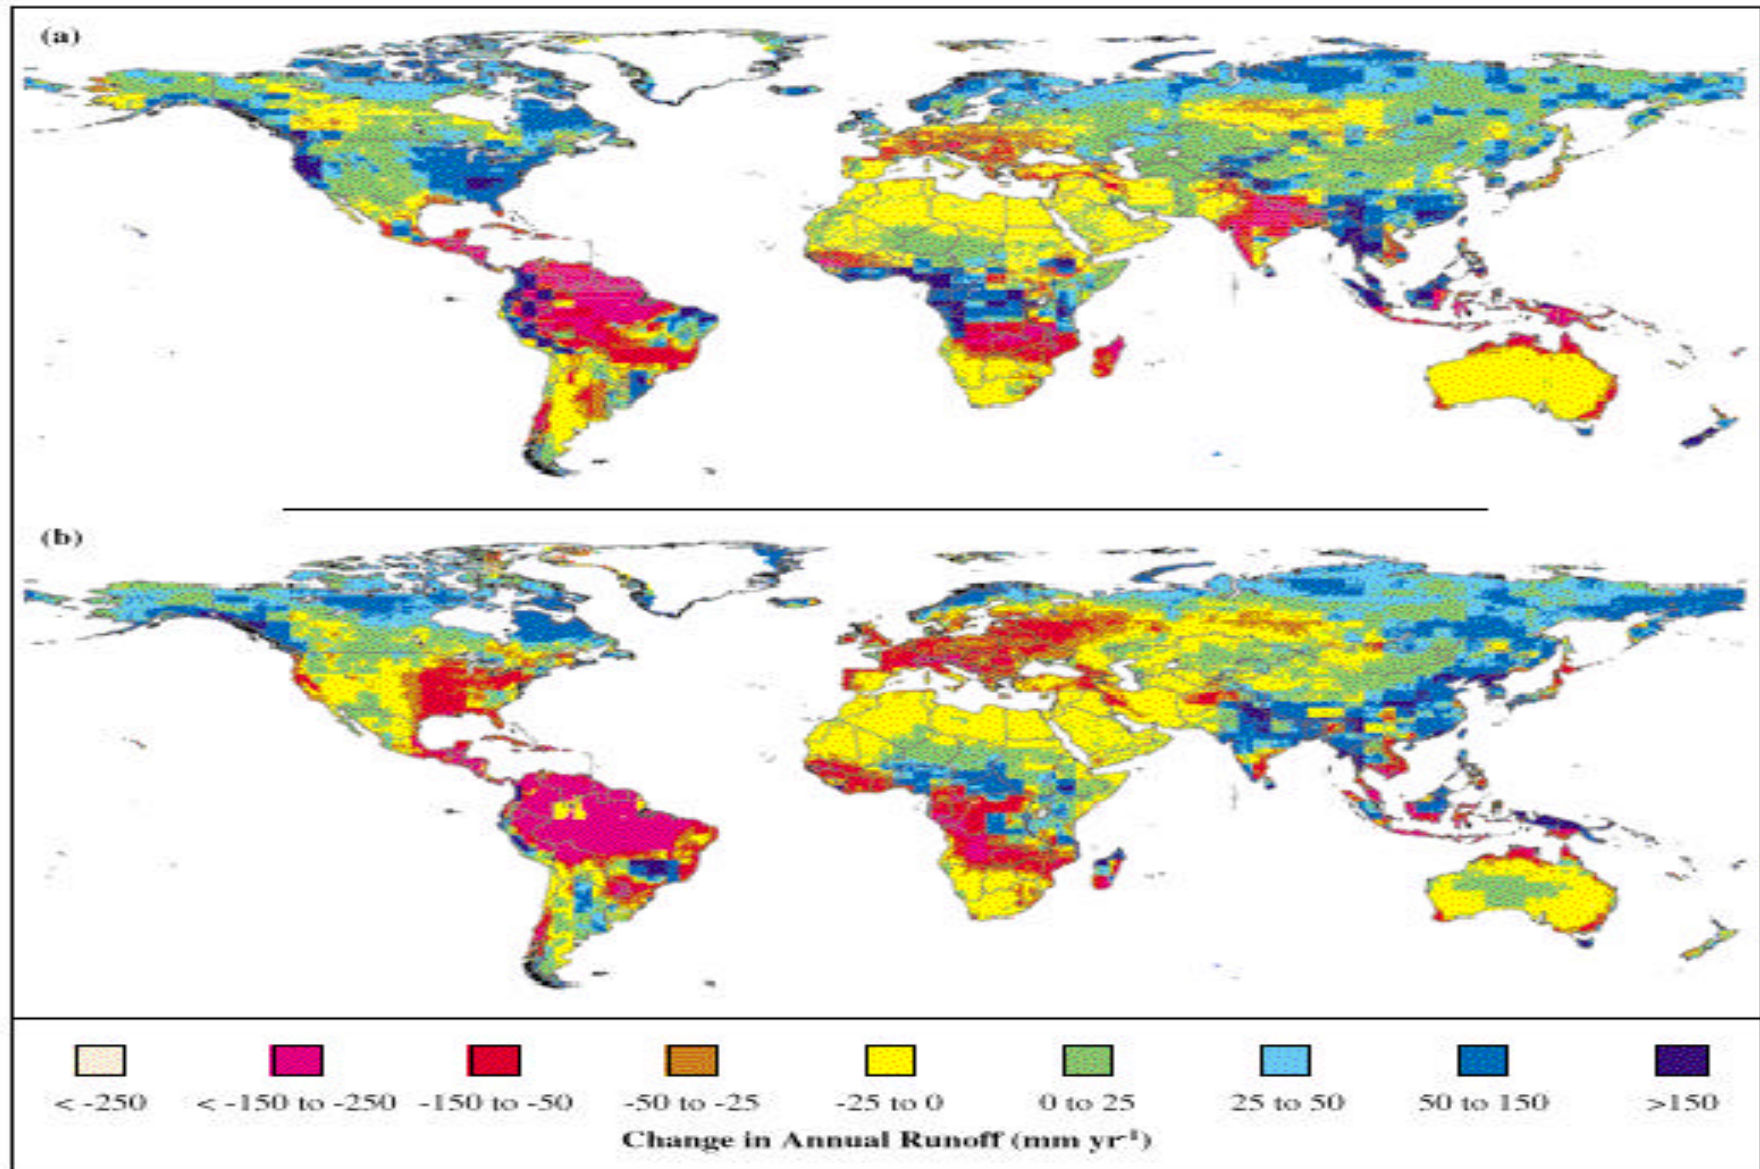 (a)
(b)
< -250 < -150 to -250 -150 to -50 -50 to -25 -25 to 0 0 to 25 25 to 50 50 to 150 >150
Change in Annual Runoff (mm yr⁻¹)